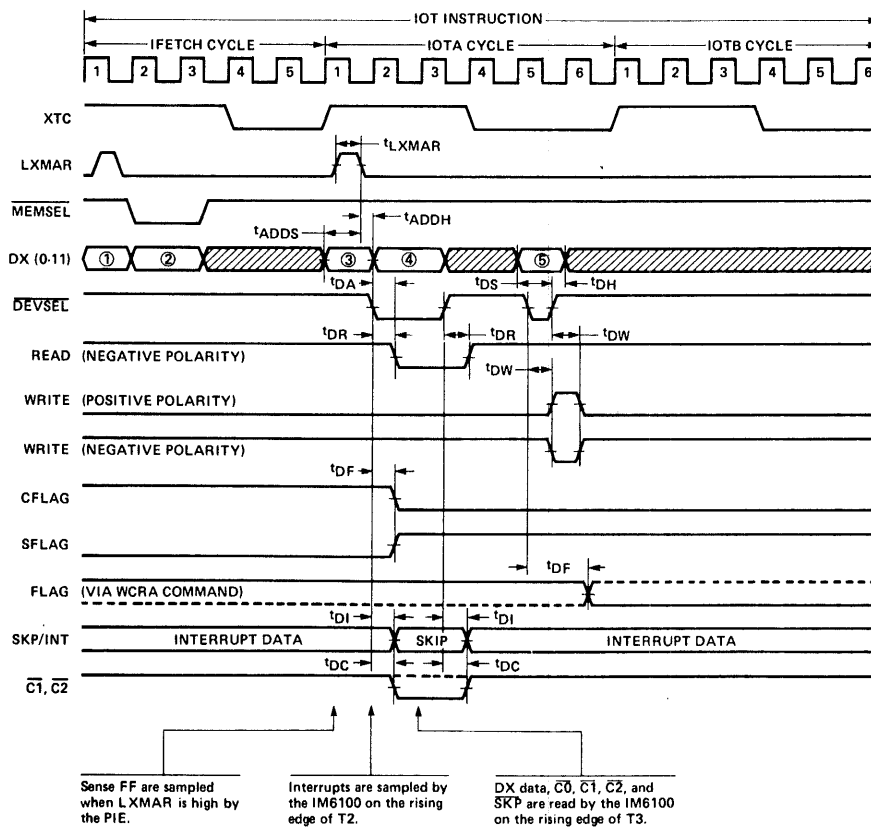 IOT INSTRUCTION
IFETCH CYCLE IOTA CYCLE IOTB CYCLE
1 2 3 4 5 1 2 3 4 5 6 1 2 3 4 5 6
XTC
tLXMAR
LXMAR
MEMSEL
tADDH
tADDS
DX (0-11) ① ② ③ ④ ⑤
tDA tDS tDH
DEVSEL
tDR tDR tDW
READ (NEGATIVE POLARITY)
tDW
WRITE (POSITIVE POLARITY)
WRITE (NEGATIVE POLARITY)
tDF
CFLAG
SFLAG
tDF
FLAG (VIA WCRA COMMAND)
tDI tDI
SKP/INT INTERRUPT DATA SKIP INTERRUPT DATA
tDC tDC
C1, C2
Sense FF are sampled
when LXMAR is high by
the PIE.
Interrupts are sampled by
the IM6100 on the rising
edge of T2.
DX data, C0, C1, C2, and
SKP are read by the IM6100
on the rising edge of T3.